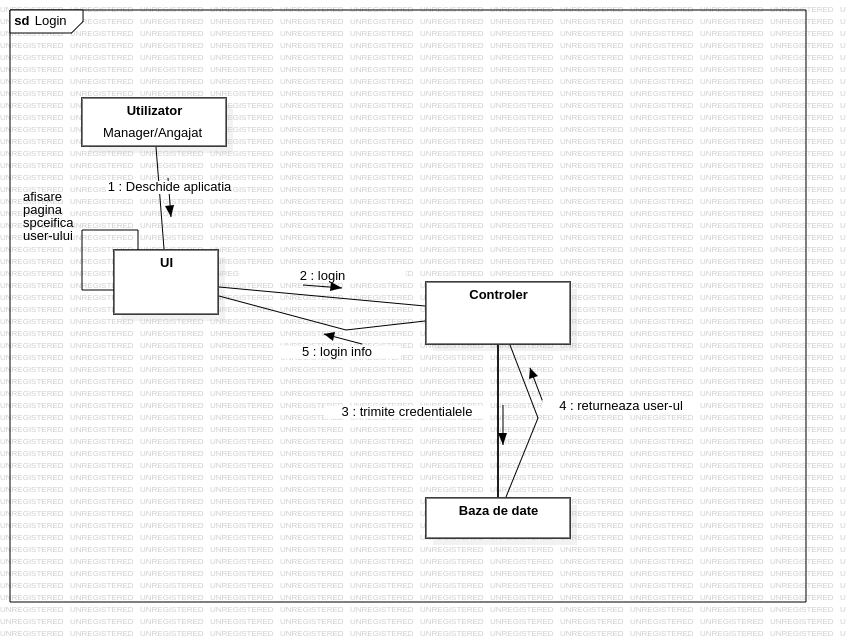 sd Login
Utilizator
Manager/Angajat
1 : Deschide aplicatia
afisare
pagina
spceifica
user-ului
UI
2 : login
Controler
5 : login info
3 : trimite credentialele
4 : returneaza user-ul
Baza de date
UNREGISTERED